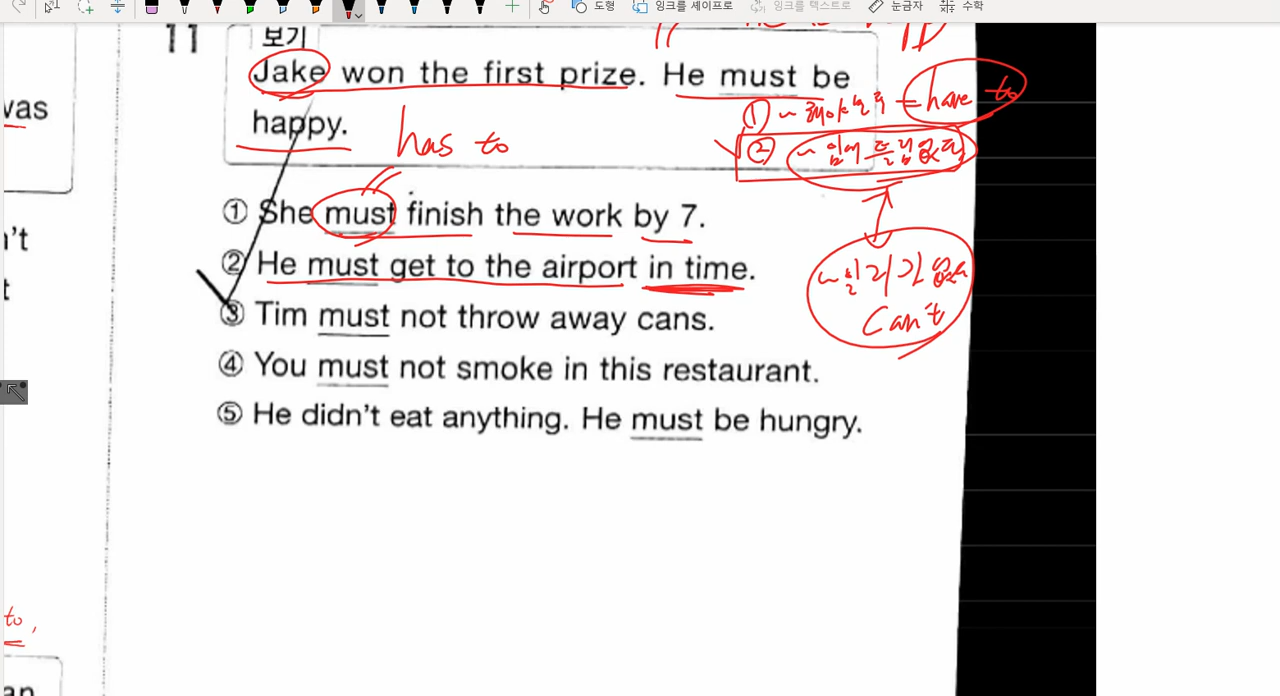 도형 잉크를 셰이프로 잉크를 텍스트로 눈금자 수학
11
보기
Jake won the first prize. He must be
happy.
has to
① ~해야 한다 = have to
② ~임에 틀림없다
① She must finish the work by 7.
② He must get to the airport in time.
③ Tim must not throw away cans.
④ You must not smoke in this restaurant.
⑤ He didn't eat anything. He must be hungry.
~일 리가 없다
Can't
was
n't
t
to,
an